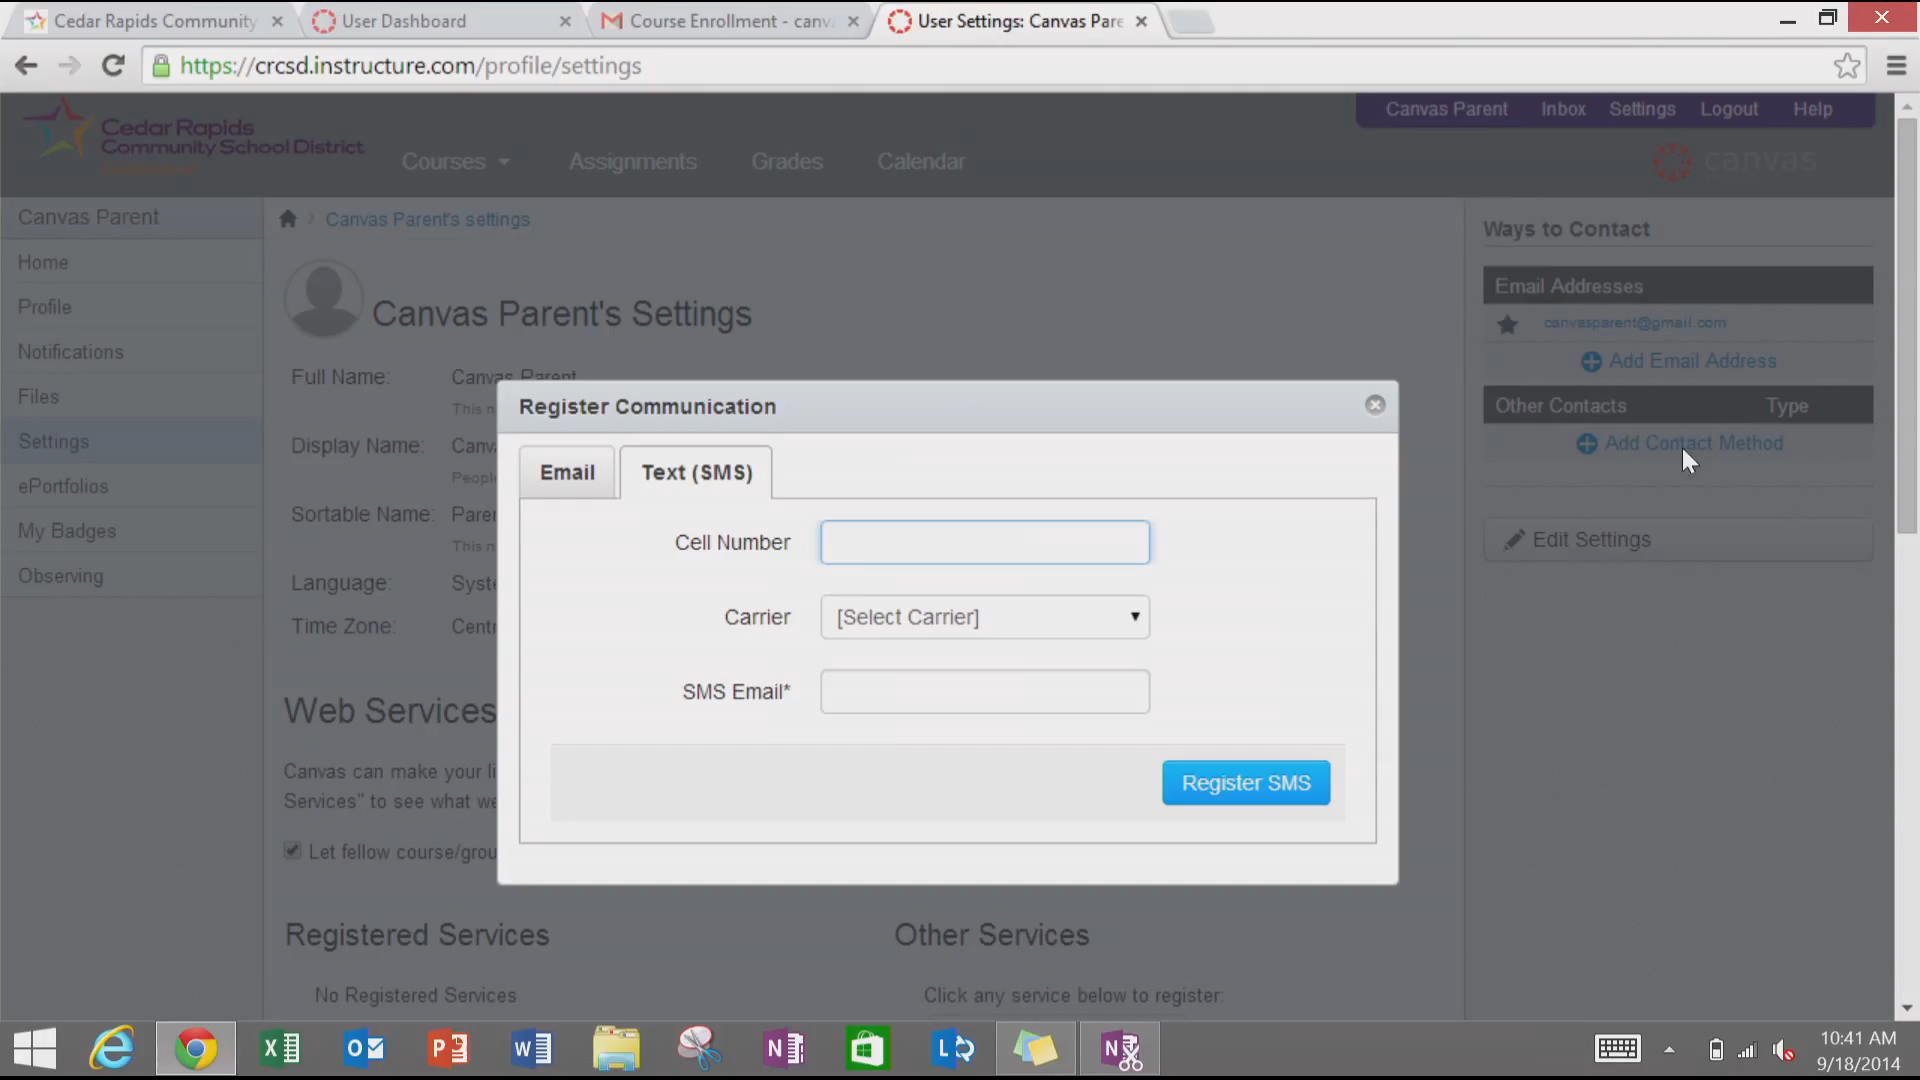 Cedar Rapids Community
User Dashboard
Course Enrollment - canv
User Settings: Canvas Pare
https://crcsd.instructure.com/profile/settings
Canvas Parent Inbox Settings Logout Help
Cedar Rapids
Community School District
Courses Assignments Grades Calendar
canvas
Canvas Parent
Home
Profile
Notifications
Files
Settings
ePortfolios
My Badges
Observing
Canvas Parent's settings
Canvas Parent's Settings
Full Name: Canvas Parent
This n
Display Name: Canv
People
Sortable Name: Paren
This n
Language: Syste
Time Zone: Centr
Web Services
Canvas can make your li
Services" to see what we
Let fellow course/grou
Registered Services
No Registered Services
Other Services
Click any service below to register:
Register Communication
Email Text (SMS)
Cell Number
Carrier [Select Carrier]
SMS Email*
Register SMS
Ways to Contact
Email Addresses
canvasparent@gmail.com
Add Email Address
Other Contacts Type
Add Contact Method
Edit Settings
10:41 AM
9/18/2014